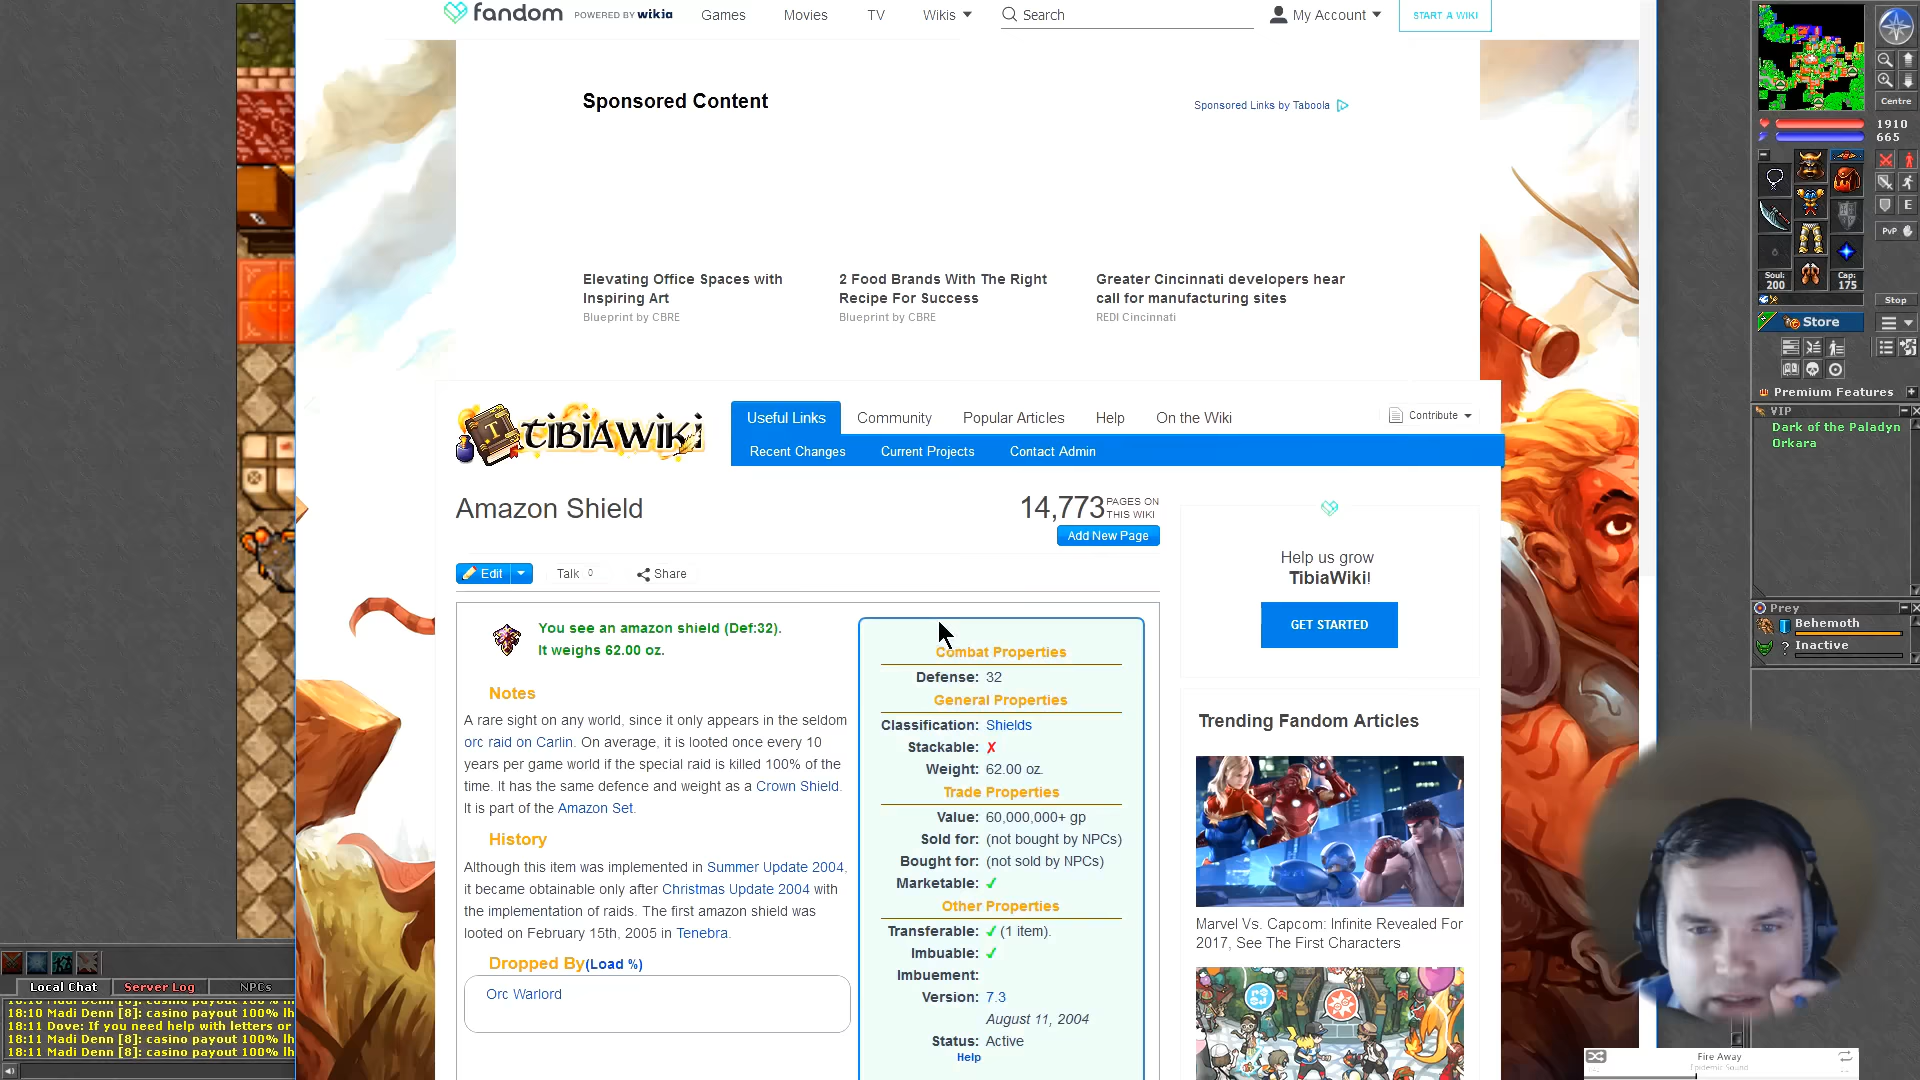 fandom POWERED BY wikia Games Movies TV Wikis Search My Account START A WIKI
Sponsored Content
Sponsored Links by Taboola
Elevating Office Spaces with
Inspiring Art
Blueprint by CBRE
2 Food Brands With The Right
Recipe For Success
Blueprint by CBRE
Greater Cincinnati developers hear
call for manufacturing sites
REDI Cincinnati
TIBIAWIKI
Useful Links Community Popular Articles Help On the Wiki Contribute
Recent Changes Current Projects Contact Admin
Amazon Shield
14,773 PAGES ON
THIS WIKI
Add New Page
Edit Talk 0 Share
You see an amazon shield (Def:32).
It weighs 62.00 oz.
Notes
A rare sight on any world, since it only appears in the seldom
orc raid on Carlin. On average, it is looted once every 10
years per game world if the special raid is killed 100% of the
time. It has the same defence and weight as a Crown Shield.
It is part of the Amazon Set.
History
Although this item was implemented in Summer Update 2004,
it became obtainable only after Christmas Update 2004 with
the implementation of raids. The first amazon shield was
looted on February 15th, 2005 in Tenebra.
Dropped By(Load %)
Orc Warlord
Combat Properties
Defense: 32
General Properties
Classification: Shields
Stackable: ✗
Weight: 62.00 oz.
Trade Properties
Value: 60,000,000+ gp
Sold for: (not bought by NPCs)
Bought for: (not sold by NPCs)
Marketable: ✓
Other Properties
Transferable: ✓ (1 item).
Imbuable: ✓
Imbuement:
Version: 7.3
August 11, 2004
Status: Active
Help
Help us grow
TibiaWiki!
GET STARTED
Trending Fandom Articles
Marvel Vs. Capcom: Infinite Revealed For
2017, See The First Characters
Centre
1910
665
E
PvP
Soul:
200
Cap:
175
Stop
Store
Premium Features
VIP
Dark of the Paladyn
Orkara
Prey
Behemoth
? Inactive
Local Chat Server Log NPCs
18:10 Madi Denn [8]: casino payout 100% lh
18:11 Dove: If you need help with letters or
18:11 Madi Denn [8]: casino payout 100% lh
18:11 Madi Denn [8]: casino payout 100% lh
Fire Away
Epidemic Sound